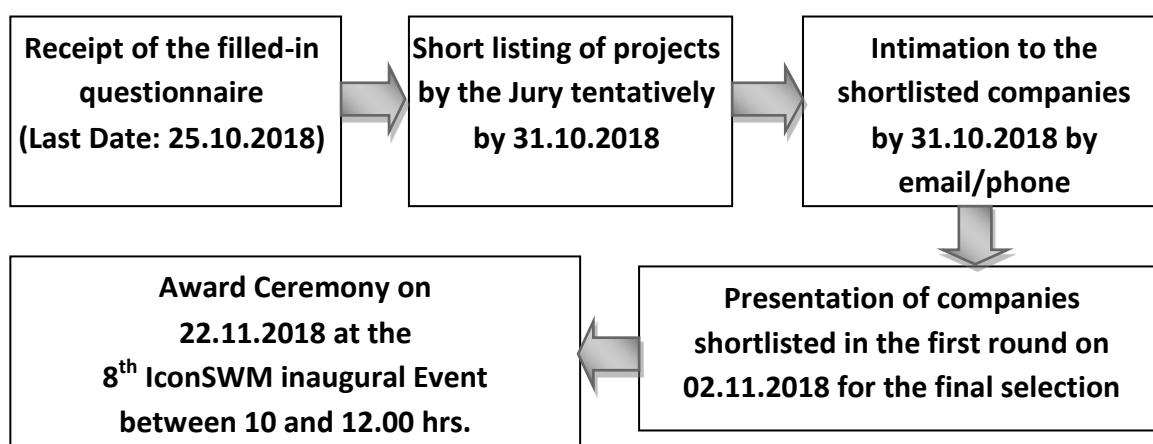 Receipt of the filled-in
questionnaire
(Last Date: 25.10.2018)
Short listing of projects
by the Jury tentatively
by 31.10.2018
Intimation to the
shortlisted companies
by 31.10.2018 by
email/phone
Presentation of companies
shortlisted in the first round on
02.11.2018 for the final selection
Award Ceremony on
22.11.2018 at the
8th IconSWM inaugural Event
between 10 and 12.00 hrs.